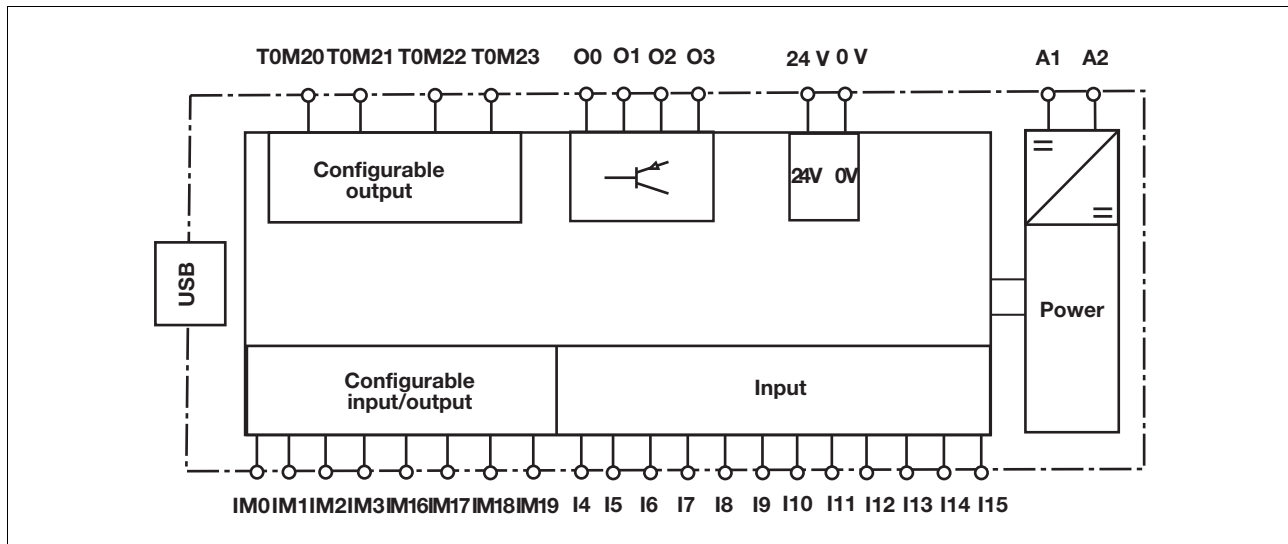 T0M20 T0M21 T0M22 T0M23 O0 O1 O2 O3 24 V 0 V A1 A2
Configurable
output
24V 0V
USB
Power
Configurable
input/output
Input
IM0 IM1 IM2 IM3 IM16 IM17 IM18 IM19 I4 I5 I6 I7 I8 I9 I10 I11 I12 I13 I14 I15